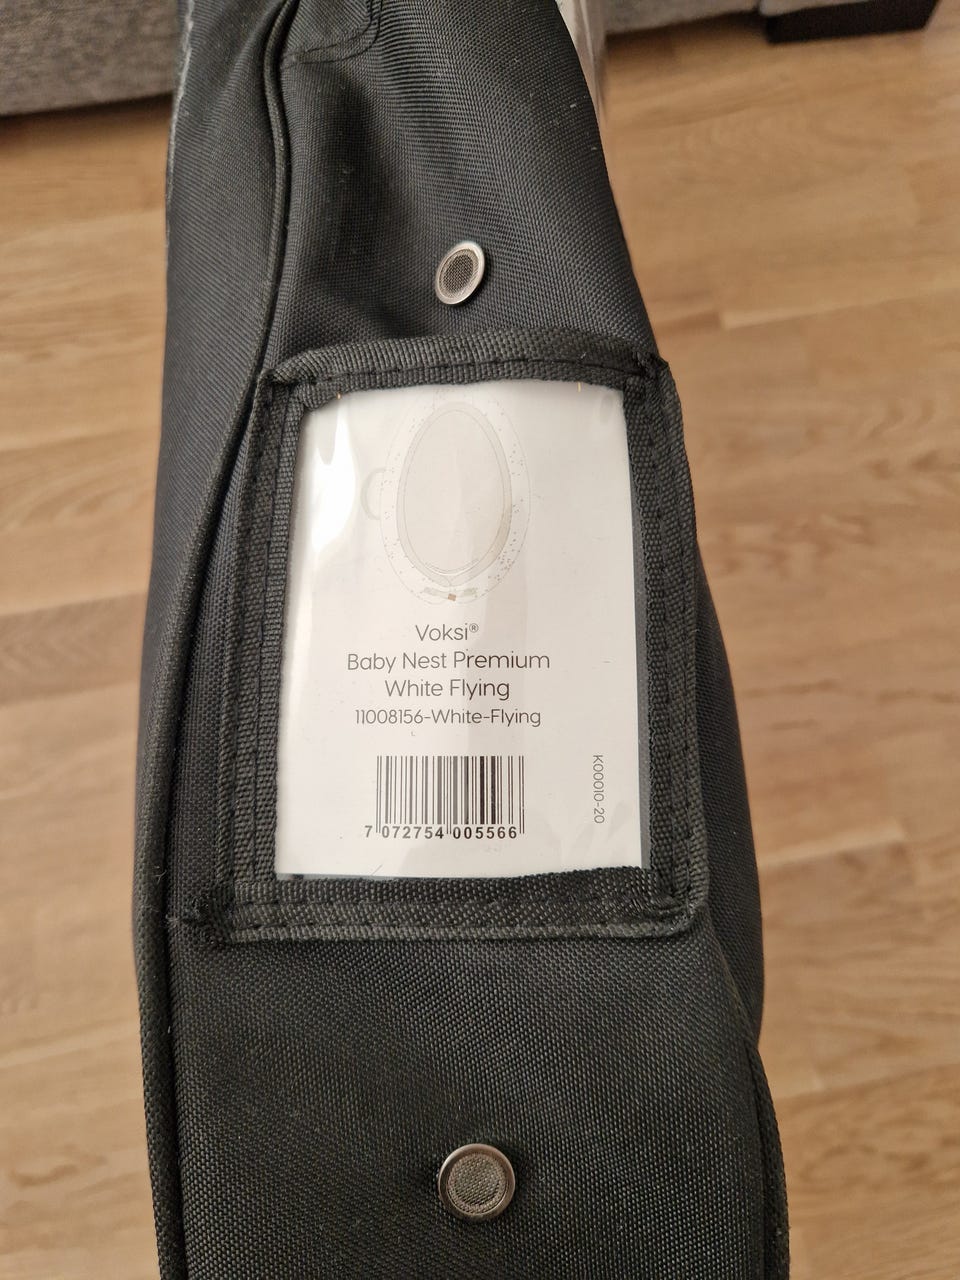 Voksi®
Baby Nest Premium
White Flying
11008156-White-Flying
7 072754 005566
K00010-20